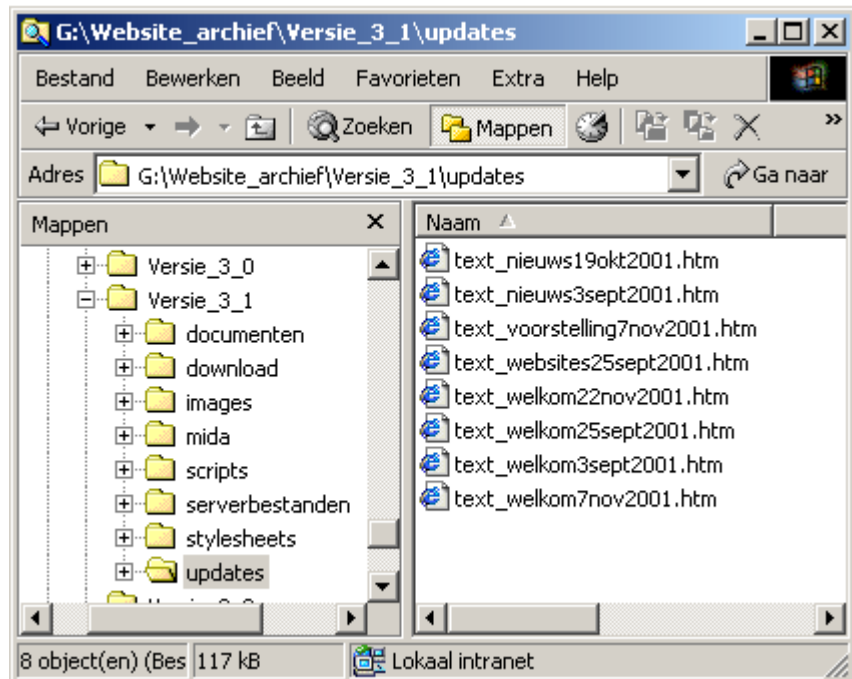 G:\Website_archief\Versie_3_1\updates
Bestand Bewerken Beeld Favorieten Extra Help
Vorige Zoeken Mappen »
Adres G:\Website_archief\Versie_3_1\updates Ga naar
Mappen
Versie_3_0
Versie_3_1
documenten
download
images
mida
scripts
serverbestanden
stylesheets
updates
Naam
text_nieuws19okt2001.htm
text_nieuws3sept2001.htm
text_voorstelling7nov2001.htm
text_websites25sept2001.htm
text_welkom22nov2001.htm
text_welkom25sept2001.htm
text_welkom3sept2001.htm
text_welkom7nov2001.htm
8 object(en) (Bes 117 kB Lokaal intranet